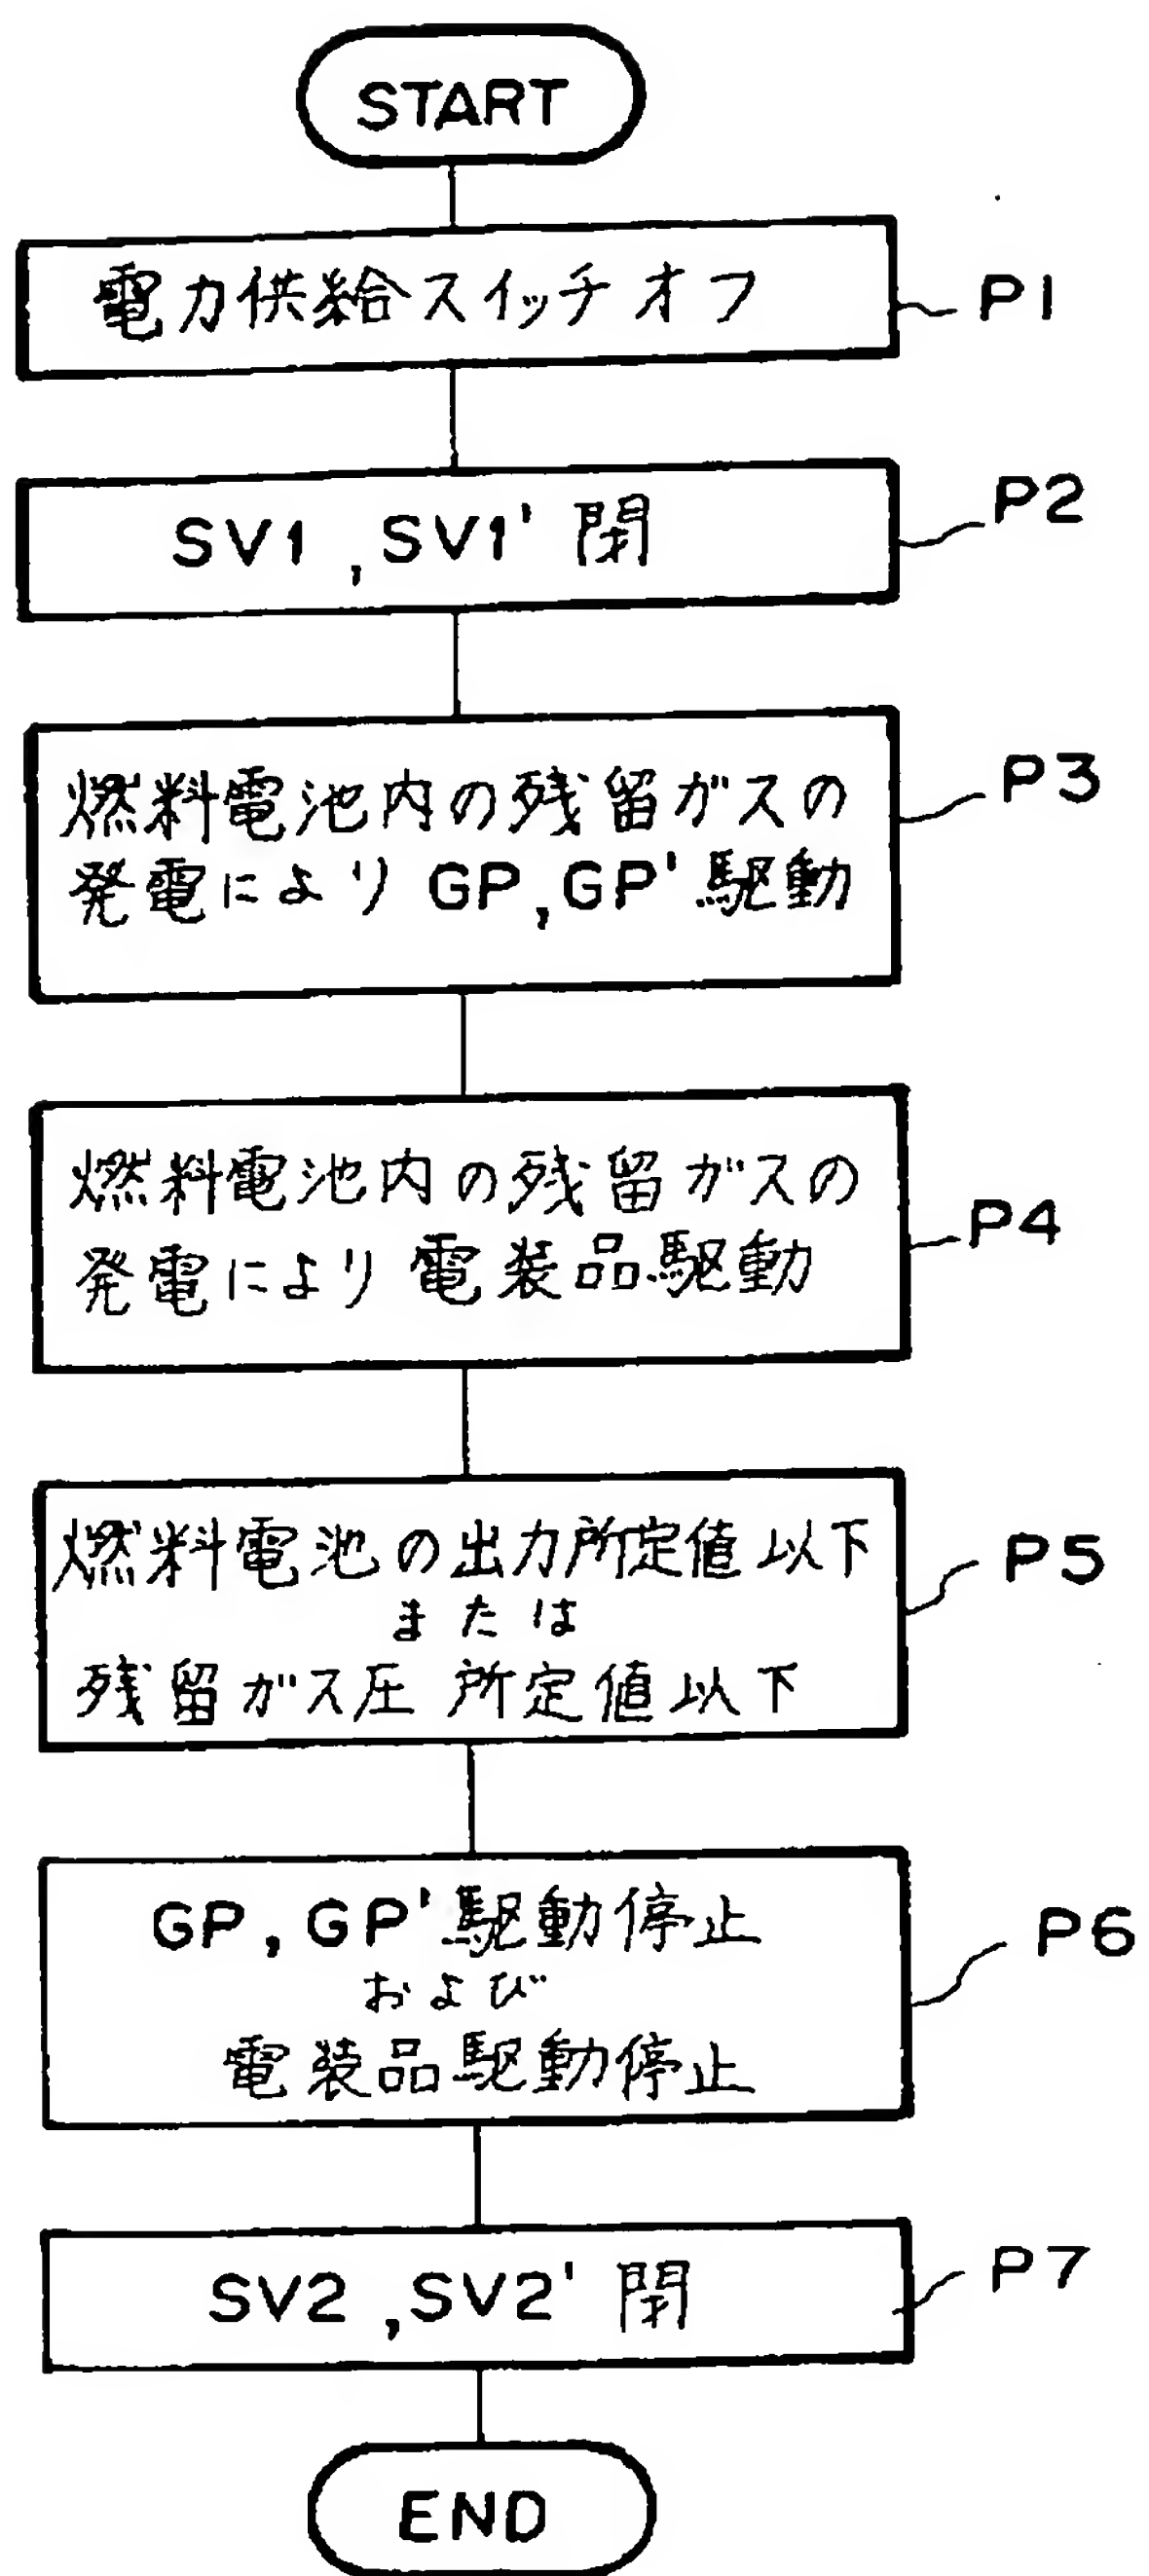 START
電力供給スイッチオフ
P1
SV1,SV1' 閉
P2
燃料電池内の残留ガスの
発電により GP,GP'駆動
P3
燃料電池内の残留ガスの
発電により電装品駆動
P4
燃料電池の出力所定値以下
または
残留ガス圧 所定値以下
P5
GP,GP'駆動停止
および
電装品駆動停止
P6
SV2,SV2' 閉
P7
END